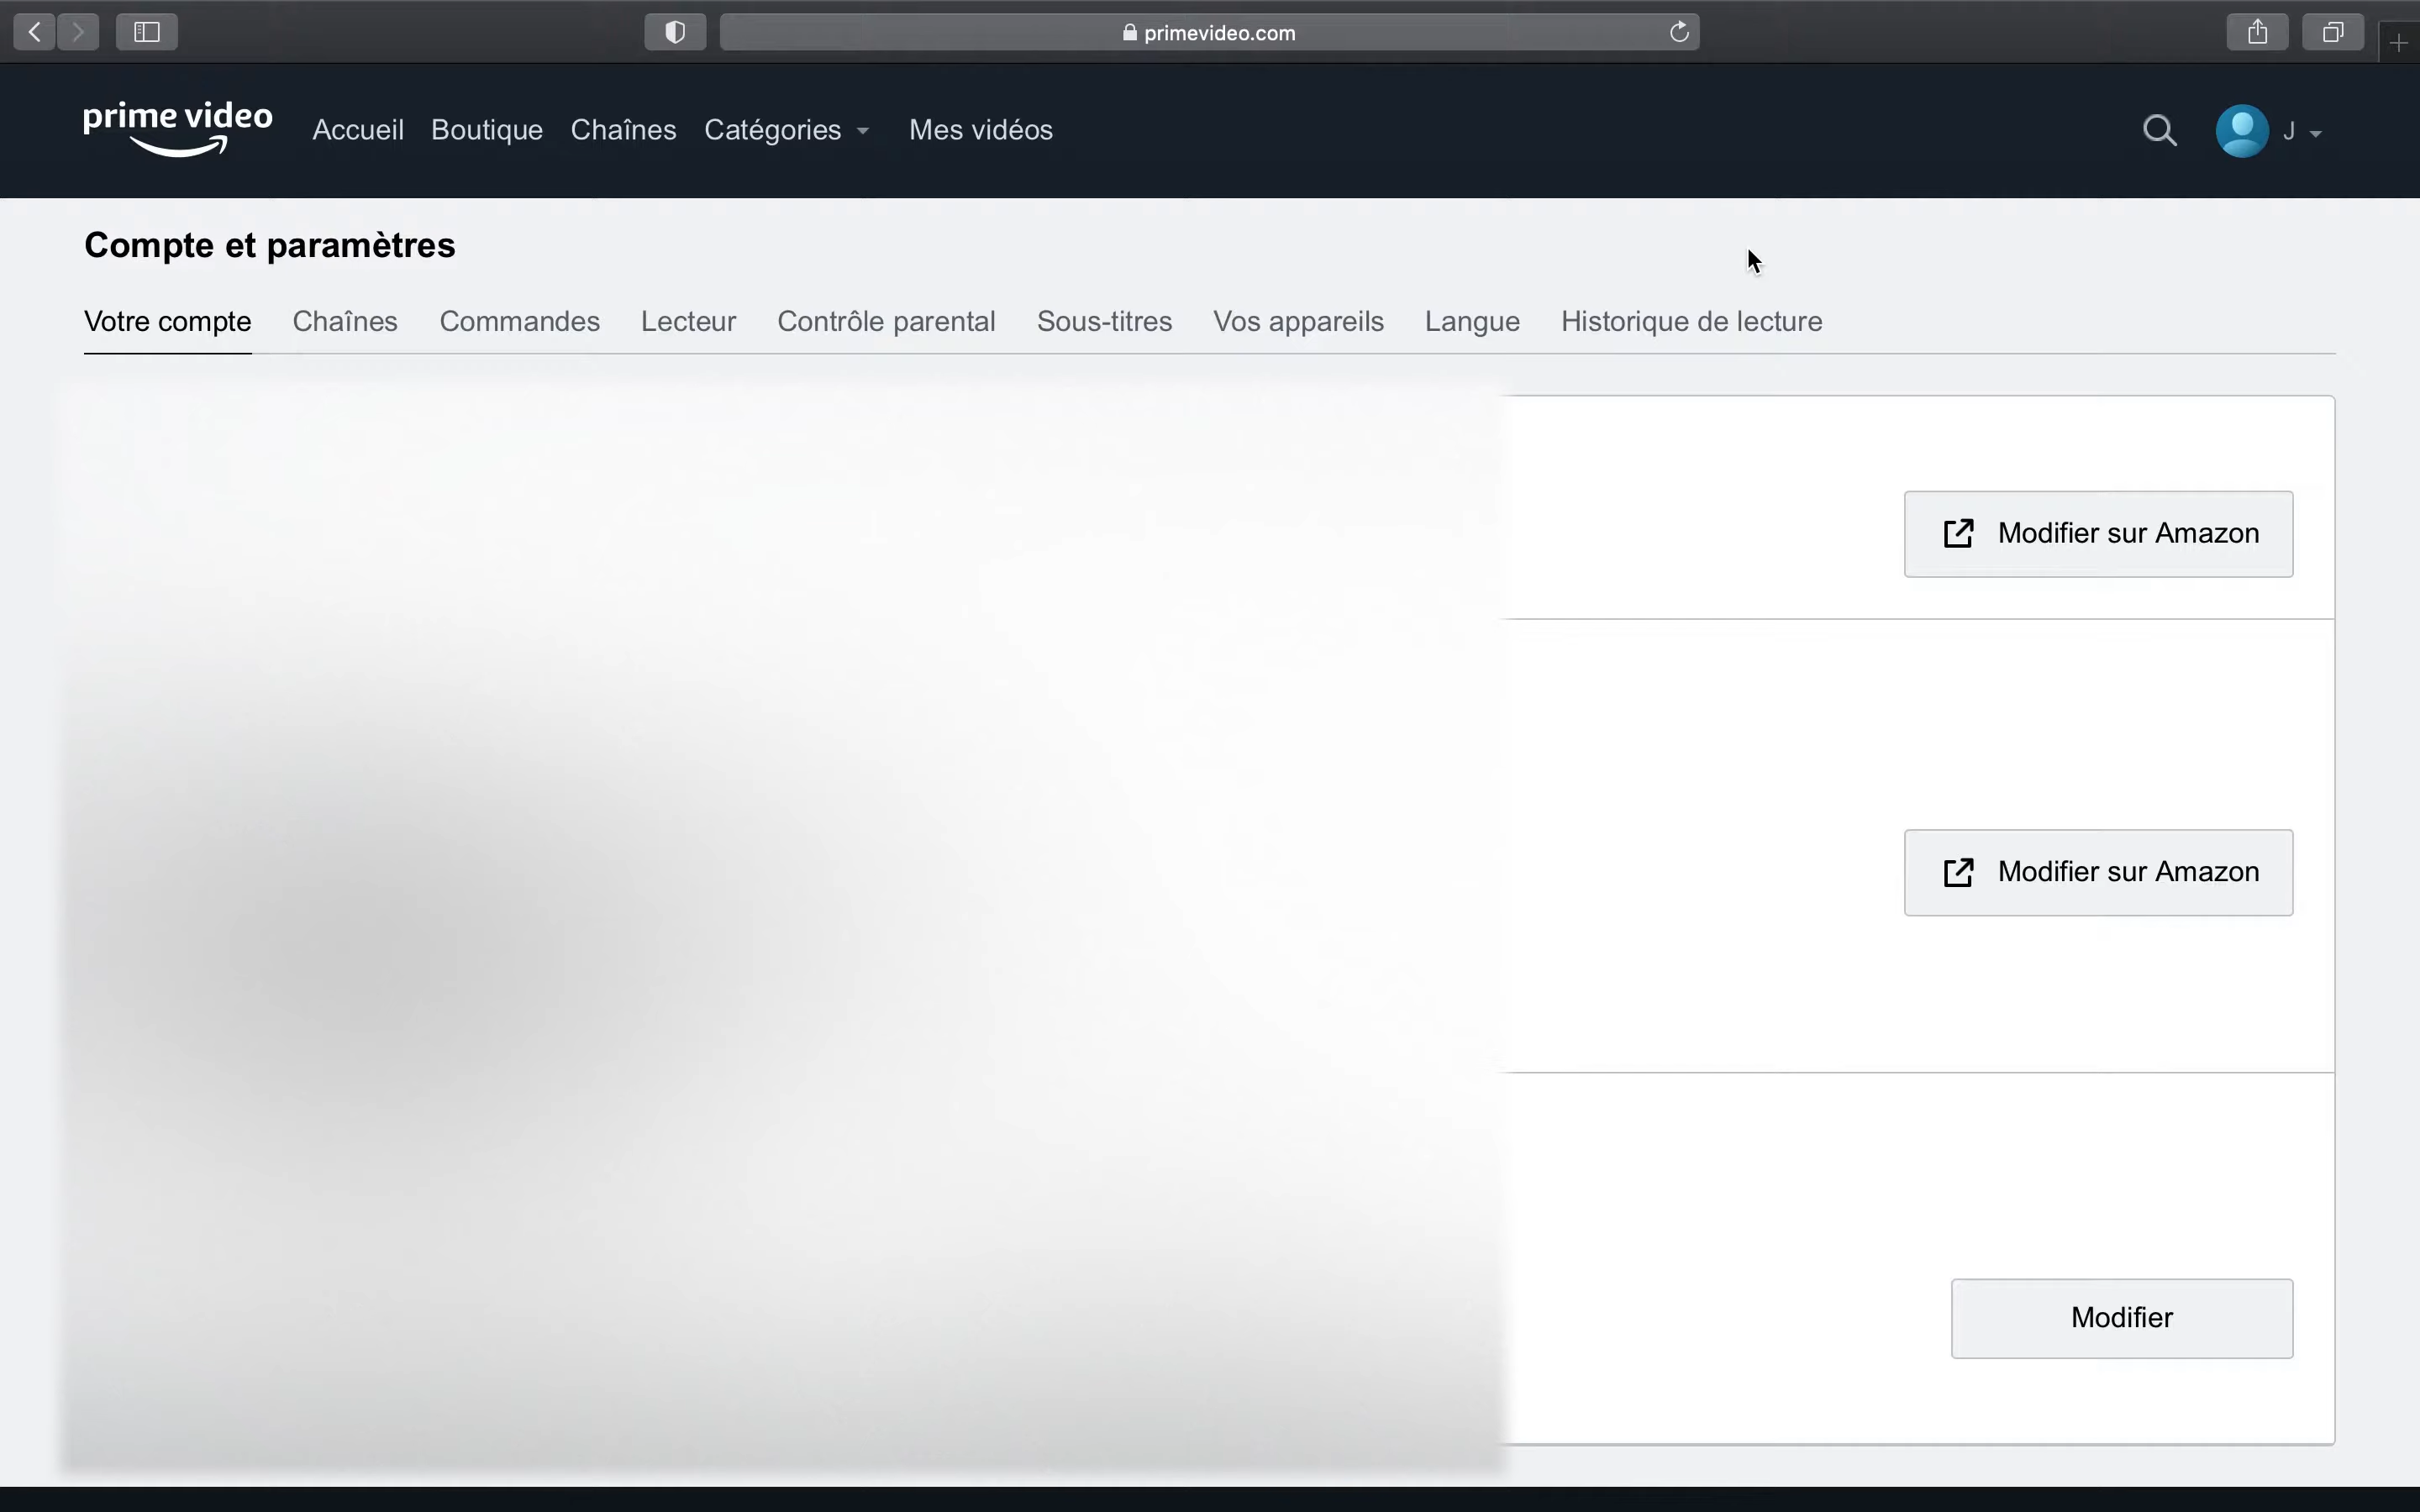 primevideo.com
prime video Accueil Boutique Chaînes Catégories Mes vidéos J
Compte et paramètres
Votre compte Chaînes Commandes Lecteur Contrôle parental Sous-titres Vos appareils Langue Historique de lecture
Modifier sur Amazon
Modifier sur Amazon
Modifier